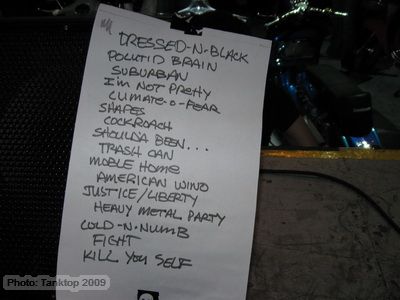 DRESSED-N-BLACK
POLUTID BRAIN
SUBURBAN
I'm NOT PREttY
CLIMATE-O-FEAR
SHAPES
COCKROACH
SHOULDA BEEN...
TRASH CAN
MOBLE HOME
AMERICAN WIND
JUSTICE/LIBERTY
HEAVY METAL PARTY
COLD-N-NUMB
FIGHT
KILL YOU SELF
Photo: Tanktop 2009